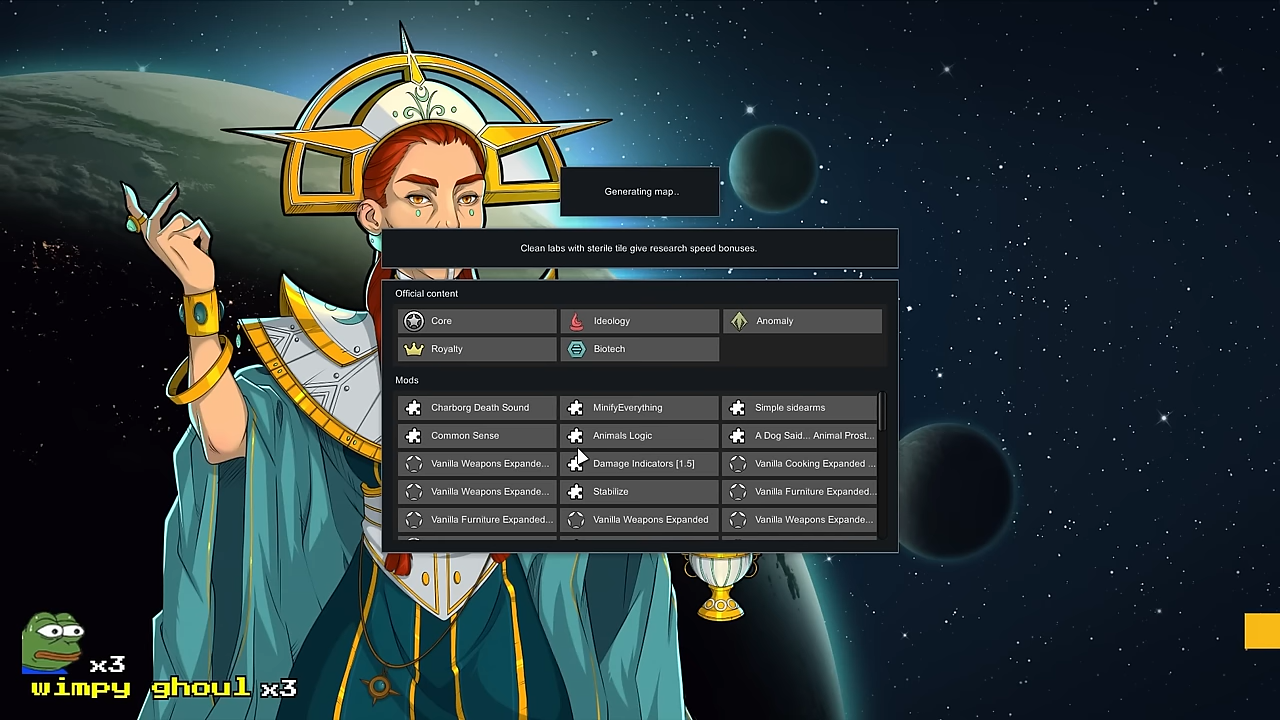 Generating map..
Clean labs with sterile tile give research speed bonuses.
Official content
Core
Ideology
Anomaly
Royalty
Biotech
Mods
Charborg Death Sound
MinifyEverything
Simple sidearms
Common Sense
Animals Logic
A Dog Said... Animal Prost...
Vanilla Weapons Expande...
Damage Indicators [1.5]
Vanilla Cooking Expanded ...
Vanilla Weapons Expande...
Stabilize
Vanilla Furniture Expanded...
Vanilla Furniture Expanded...
Vanilla Weapons Expanded
Vanilla Weapons Expande...
x3
wimpy ghoul x3